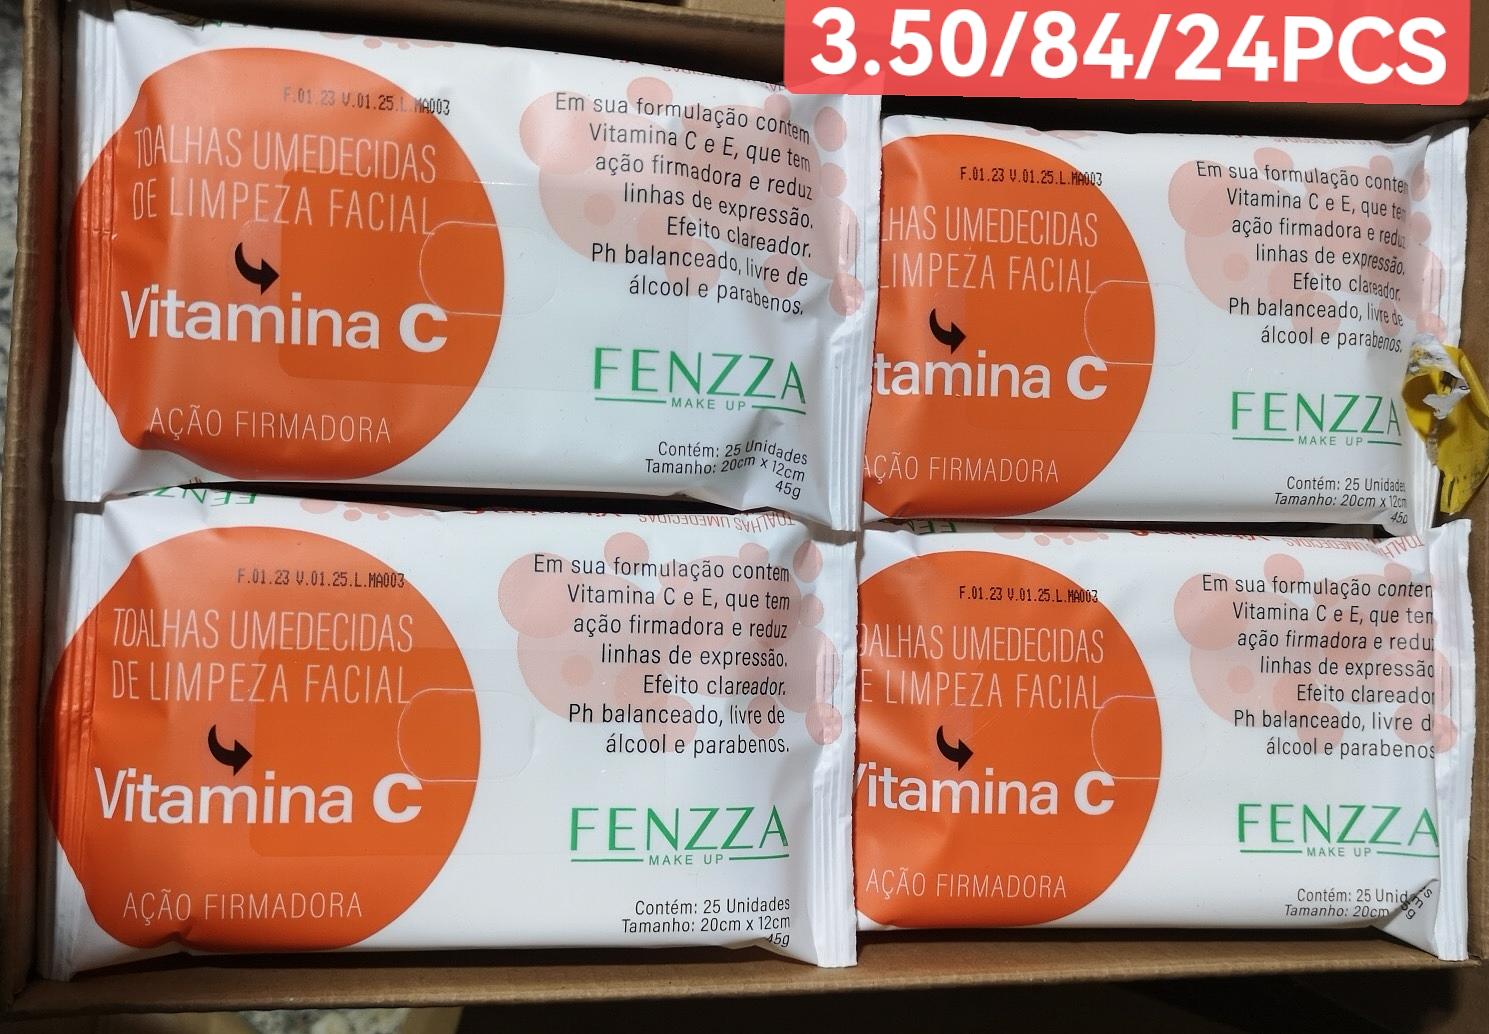 3.50/84/24PCS
F.01.23 V.01.25.L.MA003
TOALHAS UMEDECIDAS
DE LIMPEZA FACIAL
Vitamina C
AÇÃO FIRMADORA
Em sua formulação contem
Vitamina C e E, que tem
ação firmadora e reduz
linhas de expressão.
Efeito clareador.
Ph balanceado, livre de
álcool e parabenos.
FENZZA
MAKE UP
Contém: 25 Unidades
Tamanho: 20cm x 12cm
45g
F.01.23 V.01.25.L.MA003
LHAS UMEDECIDAS
LIMPEZA FACIAL
tamina C
AÇÃO FIRMADORA
Em sua formulação conte
Vitamina C e E, que te
ação firmadora e reduz
linhas de expressão.
Efeito clareador.
Ph balanceado, livre de
álcool e parabenos.
FENZZA
MAKE UP
Contém: 25 Unidades
Tamanho: 20cm x 12cm
45g
TOALHAS UMEDECIDAS
F.01.23 V.01.25.L.MA003
TOALHAS UMEDECIDAS
DE LIMPEZA FACIAL
Vitamina C
AÇÃO FIRMADORA
Em sua formulação contem
Vitamina C e E, que tem
ação firmadora e reduz
linhas de expressão.
Efeito clareador.
Ph balanceado, livre de
álcool e parabenos.
FENZZA
MAKE UP
Contém: 25 Unidades
Tamanho: 20cm x 12cm
45g
F.01.23 V.01.25.L.MA003
OALHAS UMEDECIDAS
E LIMPEZA FACIAL
Vitamina C
AÇÃO FIRMADORA
Em sua formulação conten
Vitamina C e E, que ten
ação firmadora e reduz
linhas de expressão
Efeito clareador
Ph balanceado, livre d
álcool e parabenos
FENZZA
MAKE UP
Contém: 25 Unid
Tamanho: 20cm